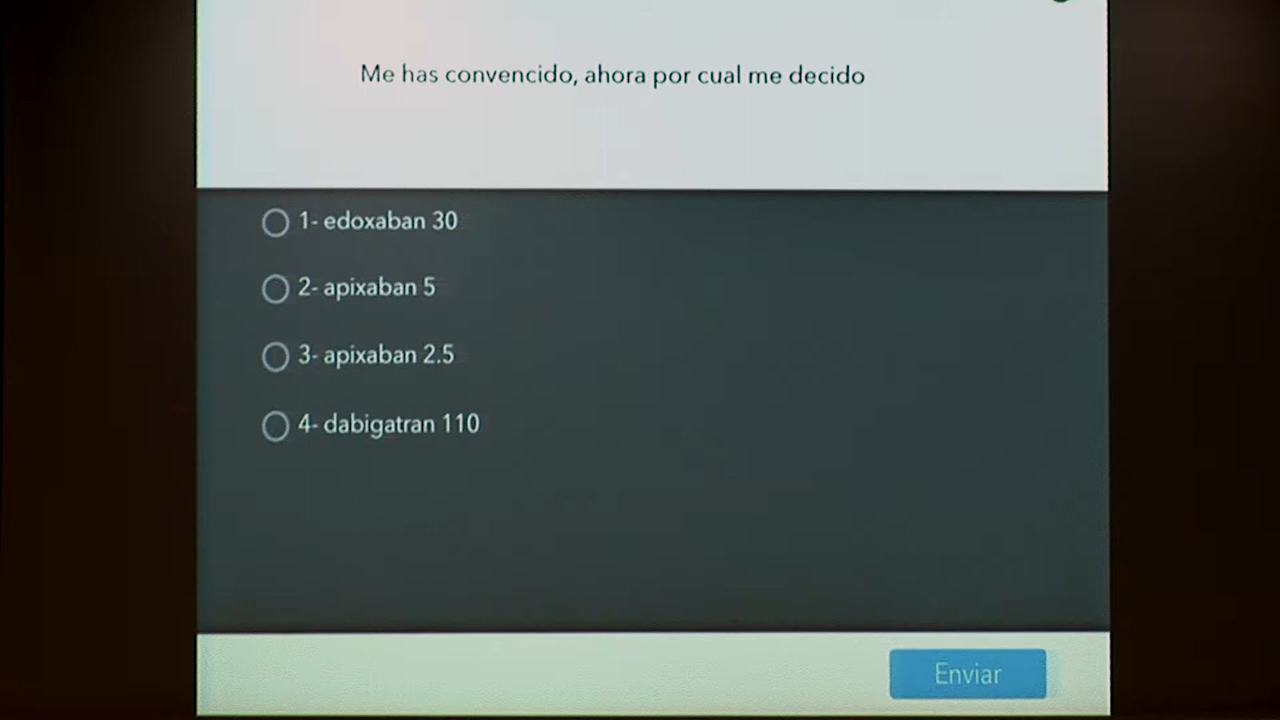 Me has convencido, ahora por cual me decido
1- edoxaban 30
2- apixaban 5
3- apixaban 2.5
4- dabigatran 110
Enviar